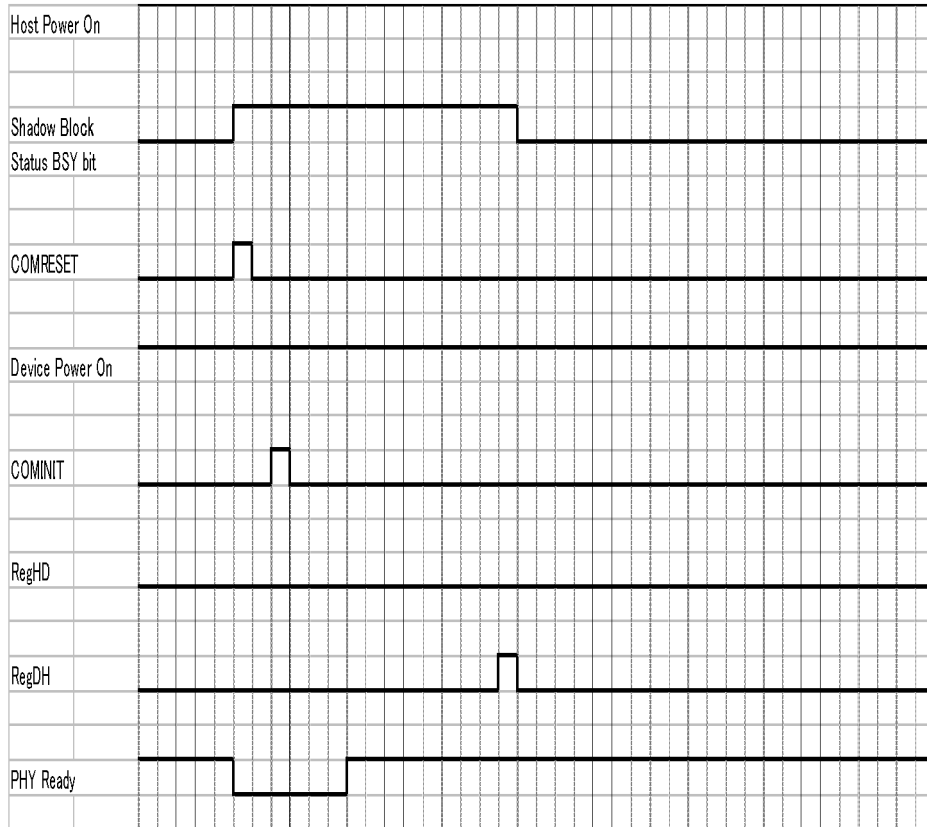 Host Power On
Shadow Block
Status BSY bit
COMRESET
Device Power On
COMINIT
RegHD
RegDH
PHY Ready